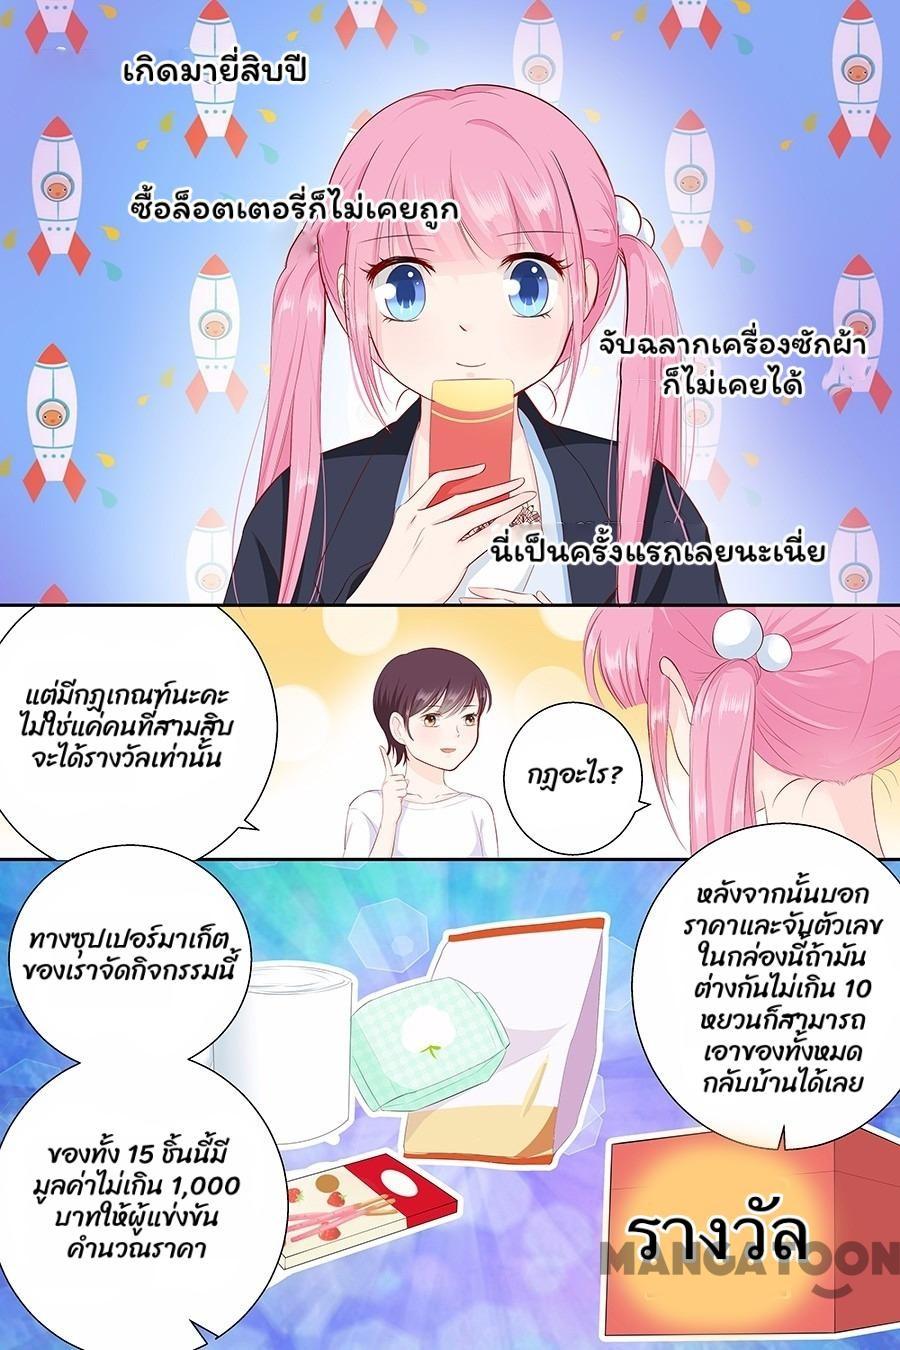 เกิดมายี่สิบปี
ซื้อล็อตเตอรี่ก็ไม่เคยถูก
จับฉลากเครื่องซักผ้า
ก็ไม่เคยได้
นี่เป็นครั้งแรกเลยนะเนี่ย
แต่มีกฎเกณฑ์นะคะ
ไม่ใช่แค่คนที่สามสิบ
จะได้รางวัลเท่านั้น
กฎอะไร?
ทางซุปเปอร์มาเก็ต
ของเราจัดกิจกรรมนี้
ของทั้ง 15 ชิ้นนี้มี
มูลค่าไม่เกิน 1,000
บาทให้ผู้แข่งขัน
คำนวณราคา
หลังจากนั้นบอก
ราคาและจับตัวเลข
ในกล่องนี้ถ้ามัน
ต่างกันไม่เกิน 10
หยวนก็สามารถ
เอาของทั้งหมด
กลับบ้านได้เลย
รางวัล
MANGATOON